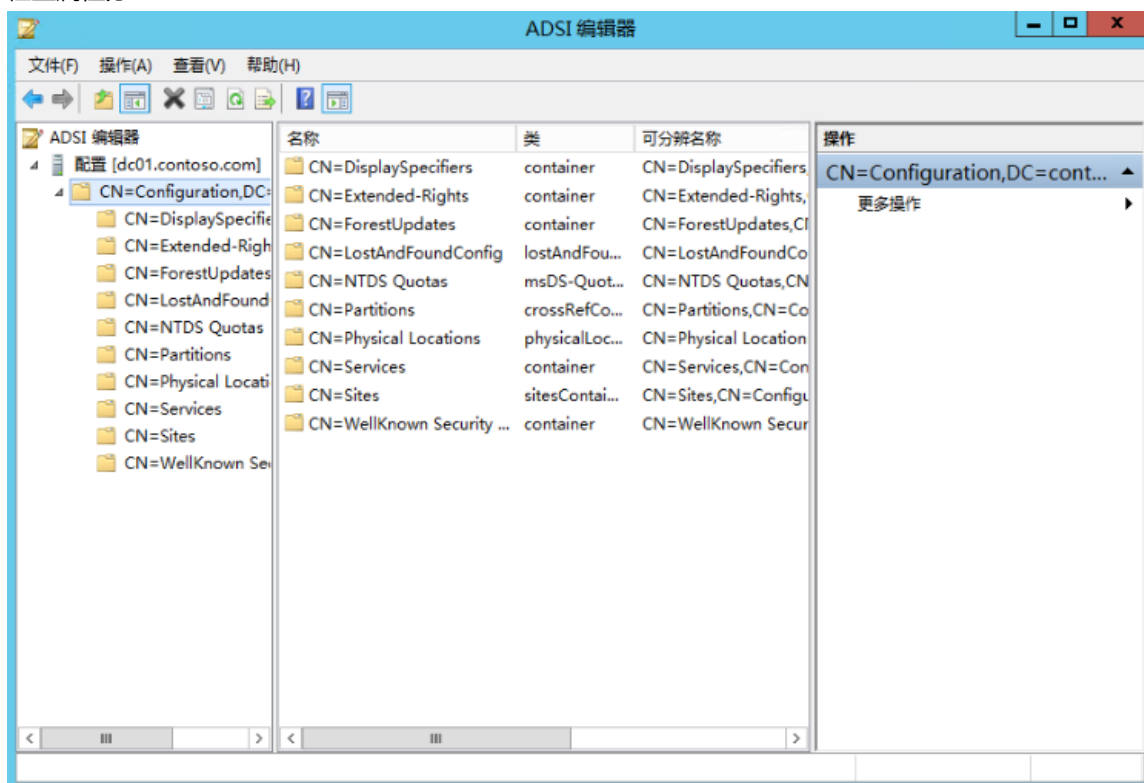 ADSI 编辑器
文件(F) 操作(A) 查看(V) 帮助(H)
ADSI 编辑器
配置 [dc01.contoso.com]
CN=Configuration,DC=
CN=DisplaySpecifie
CN=Extended-Righ
CN=ForestUpdates
CN=LostAndFound
CN=NTDS Quotas
CN=Partitions
CN=Physical Locati
CN=Services
CN=Sites
CN=WellKnown Se
名称 类 可分辨名称
CN=DisplaySpecifiers container CN=DisplaySpecifiers,
CN=Extended-Rights container CN=Extended-Rights,
CN=ForestUpdates container CN=ForestUpdates,C
CN=LostAndFoundConfig lostAndFou... CN=LostAndFoundCo
CN=NTDS Quotas msDS-Quot... CN=NTDS Quotas,CN
CN=Partitions crossRefCo... CN=Partitions,CN=Co
CN=Physical Locations physicalLoc... CN=Physical Location
CN=Services container CN=Services,CN=Con
CN=Sites sitesContai... CN=Sites,CN=Configu
CN=WellKnown Security ... container CN=WellKnown Secur
操作
CN=Configuration,DC=cont...
更多操作